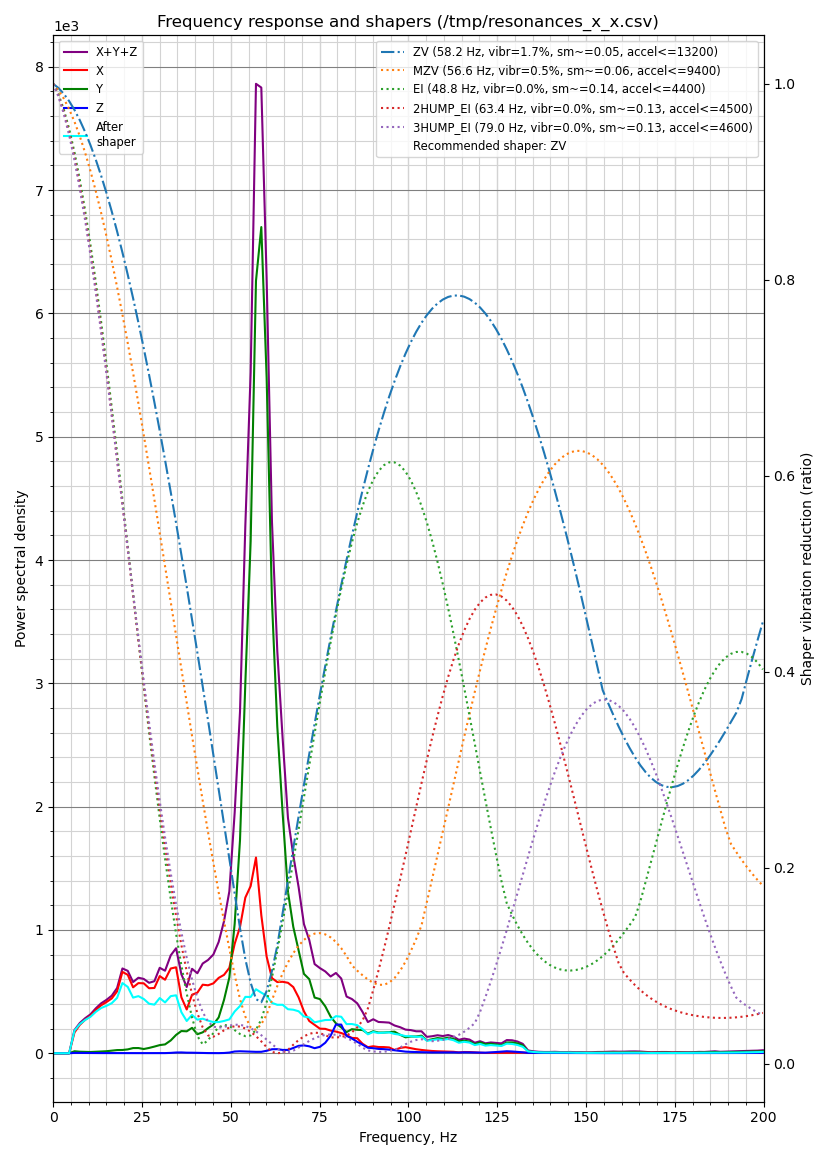 Frequency response and shapers (/tmp/resonances_x_x.csv)
1e3
X+Y+Z
X
Y
Z
After
shaper
ZV (58.2 Hz, vibr=1.7%, sm~=0.05, accel<=13200)
MZV (56.6 Hz, vibr=0.5%, sm~=0.06, accel<=9400)
EI (48.8 Hz, vibr=0.0%, sm~=0.14, accel<=4400)
2HUMP_EI (63.4 Hz, vibr=0.0%, sm~=0.13, accel<=4500)
3HUMP_EI (79.0 Hz, vibr=0.0%, sm~=0.13, accel<=4600)
Recommended shaper: ZV
8
7
6
5
4
3
2
1
0
Power spectral density
1.0
0.8
0.6
0.4
0.2
0.0
Shaper vibration reduction (ratio)
0 25 50 75 100 125 150 175 200
Frequency, Hz